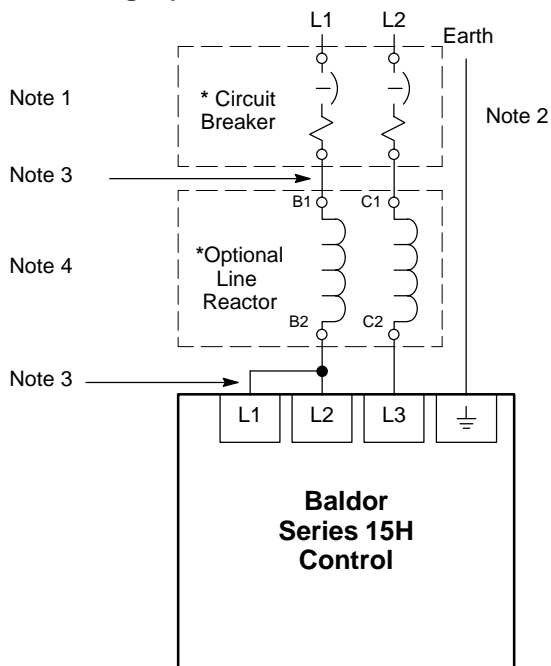 L1 L2
Earth
Note 1
* Circuit
Breaker
Note 2
Note 3
B1 C1
Note 4
*Optional
Line
Reactor
B2 C2
Note 3
L1 L2 L3
Baldor
Series 15H
Control